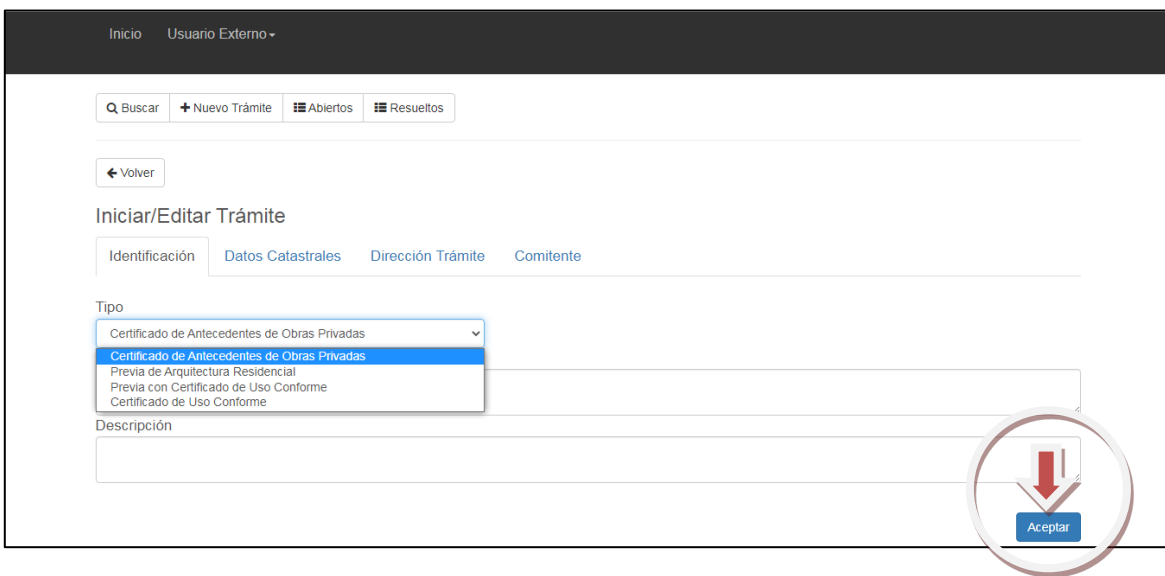 Inicio Usuario Externo
Buscar Nuevo Trámite Abiertos Resueltos
Volver
Iniciar/Editar Trámite
Identificación Datos Catastrales Dirección Trámite Comitente
Tipo
Certificado de Antecedentes de Obras Privadas
Certificado de Antecedentes de Obras Privadas
Previa de Arquitectura Residencial
Previa con Certificado de Uso Conforme
Certificado de Uso Conforme
Descripción
Aceptar